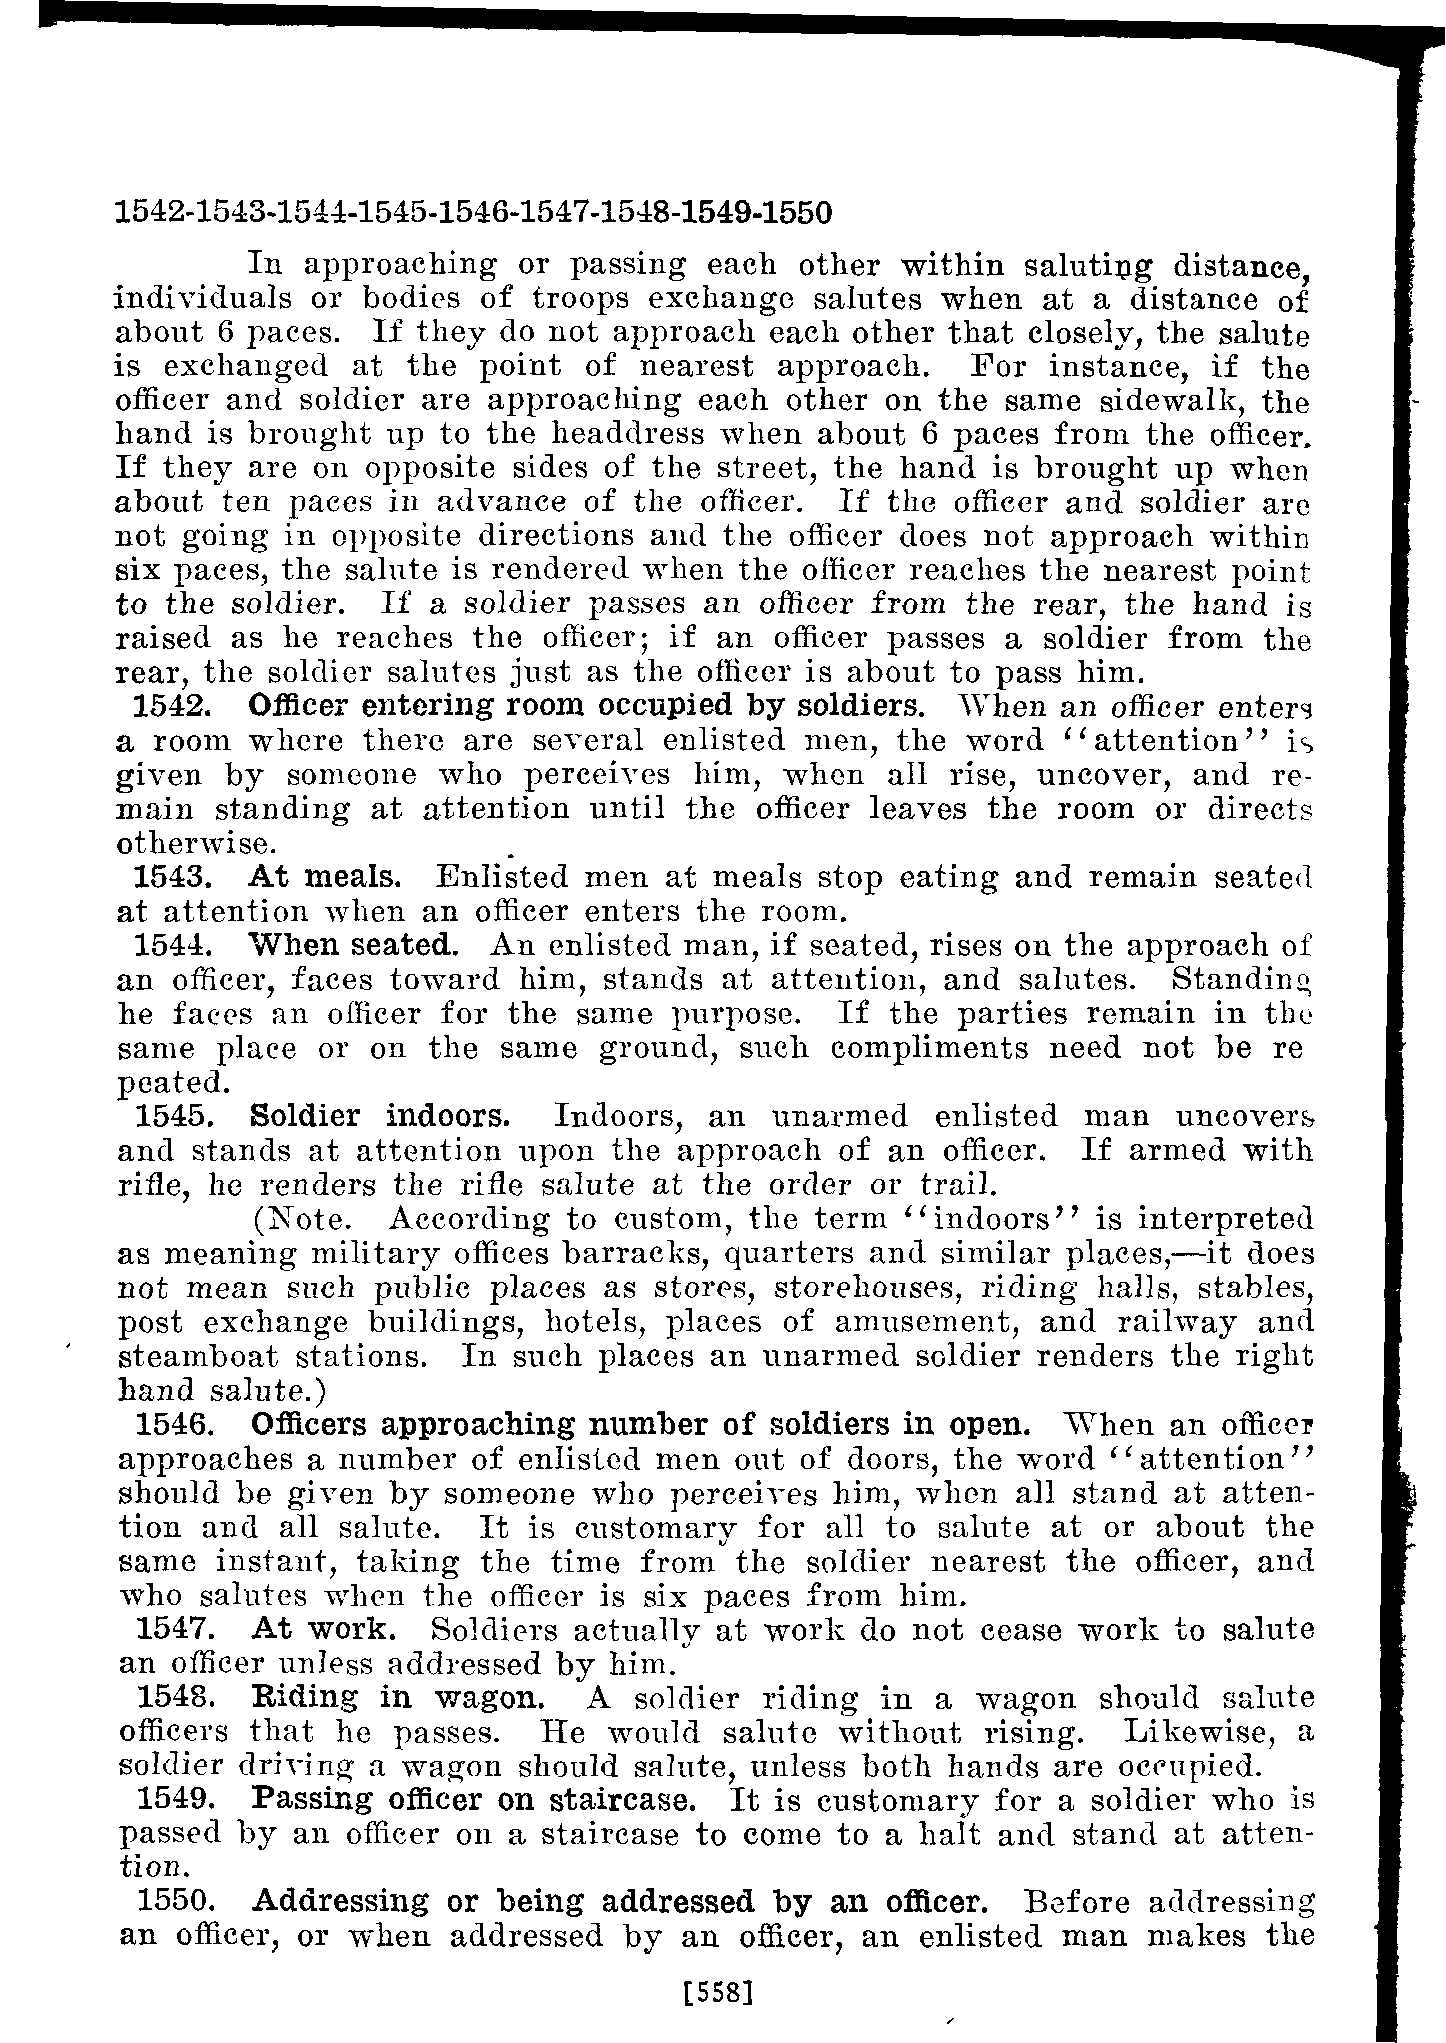 1542-1543-1544-1545-1546-1547-1548-1549-1550
In approaching or passing each other within saluting distance,
individuals or bodies of troops exchange salutes when at a distance of
about 6 paces. If they do not approach each other that closely, the salute
is exchanged at the point of nearest approach. For instance, if the
officer and soldier are approaching each other on the same sidewalk, the
hand is brought up to the headdress when about 6 paces from the officer.
If they are on opposite sides of the street, the hand is brought up when
about ten paces in advance of the officer. If the officer and soldier are
not going in opposite directions and the officer does not approach within
six paces, the salute is rendered when the officer reaches the nearest point
to the soldier. If a soldier passes an officer from the rear, the hand is
raised as he reaches the officer; if an officer passes a soldier from the
rear, the soldier salutes just as the officer is about to pass him.
1542. Officer entering room occupied by soldiers. When an officer enters
a room where there are several enlisted men, the word ‘‘attention’’ is
given by someone who perceives him, when all rise, uncover, and re-
main standing at attention until the officer leaves the room or directs
otherwise.
1543. At meals. Enlisted men at meals stop eating and remain seated
at attention when an officer enters the room.
1544. When seated. An enlisted man, if seated, rises on the approach of
an officer, faces toward him, stands at attention, and salutes. Standing
he faces an officer for the same purpose. If the parties remain in the
same place or on the same ground, such compliments need not be re
peated.
1545. Soldier indoors. Indoors, an unarmed enlisted man uncovers
and stands at attention upon the approach of an officer. If armed with
rifle, he renders the rifle salute at the order or trail.
(Note. According to custom, the term ‘‘indoors’’ is interpreted
as meaning military offices barracks, quarters and similar places,—it does
not mean such public places as stores, storehouses, riding halls, stables,
post exchange buildings, hotels, places of amusement, and railway and
steamboat stations. In such places an unarmed soldier renders the right
hand salute.)
1546. Officers approaching number of soldiers in open. When an officer
approaches a number of enlisted men out of doors, the word ‘‘attention’’
should be given by someone who perceives him, when all stand at atten-
tion and all salute. It is customary for all to salute at or about the
same instant, taking the time from the soldier nearest the officer, and
who salutes when the officer is six paces from him.
1547. At work. Soldiers actually at work do not cease work to salute
an officer unless addressed by him.
1548. Riding in wagon. A soldier riding in a wagon should salute
officers that he passes. He would salute without rising. Likewise, a
soldier driving a wagon should salute, unless both hands are occupied.
1549. Passing officer on staircase. It is customary for a soldier who is
passed by an officer on a staircase to come to a halt and stand at atten-
tion.
1550. Addressing or being addressed by an officer. Before addressing
an officer, or when addressed by an officer, an enlisted man makes the
[558]